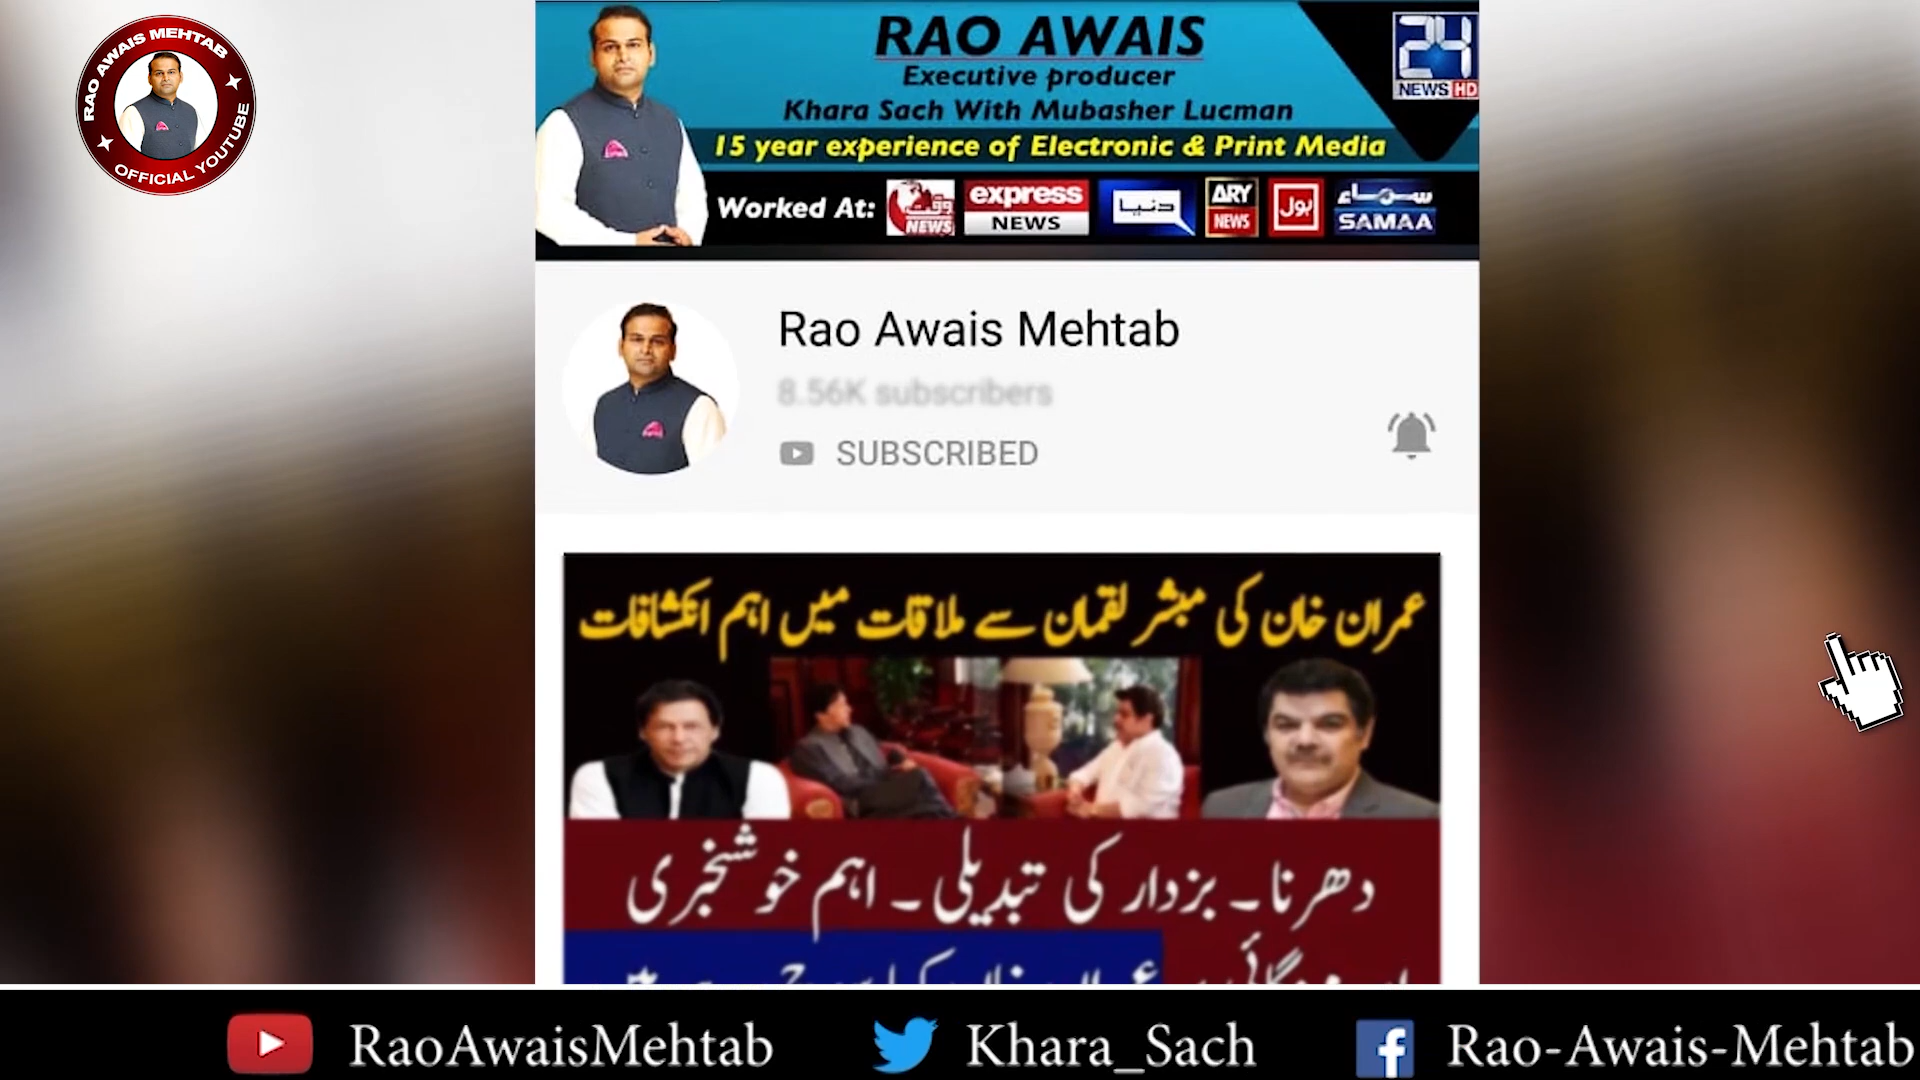 RAO AWAIS MEHTAB
OFFICIAL YOUTUBE
RAO AWAIS
Executive producer
Khara Sach With Mubasher Lucman
15 year experience of Electronic & Print Media
24
NEWS HD
Worked At:
وقت
NEWS
express
NEWS
دنیا
ARY
NEWS
بول
سماء
SAMAA
Rao Awais Mehtab
8.56K subscribers
SUBSCRIBED
عمران خان کی مبشر لقمان سے ملاقات میں اہم انکشافات
دھرنا۔ بزدار کی تبدیلی۔ اہم خوشخبری
RaoAwaisMehtab
Khara_Sach
Rao-Awais-Mehtab